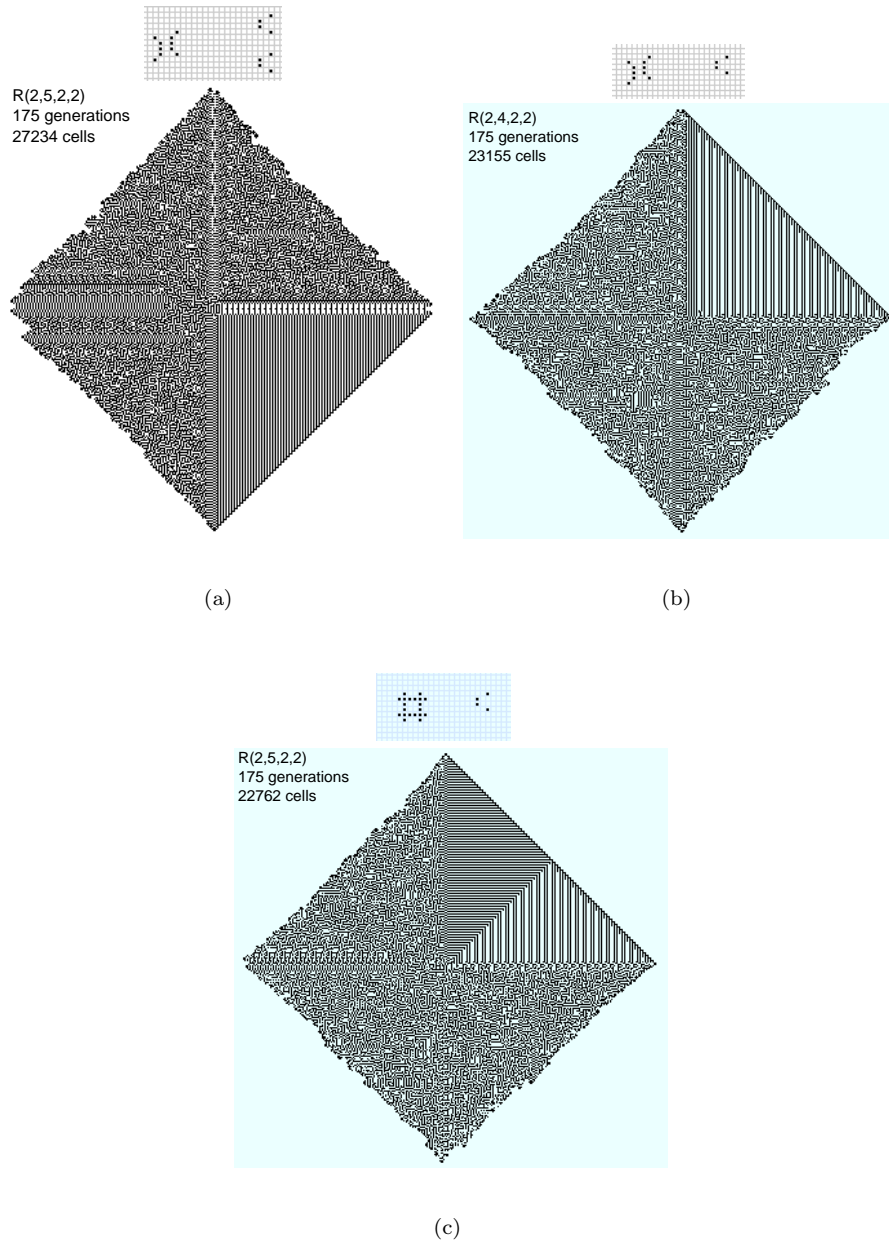 R(2,5,2,2)
175 generations
27234 cells
R(2,4,2,2)
175 generations
23155 cells
(a)
(b)
R(2,5,2,2)
175 generations
22762 cells
(c)